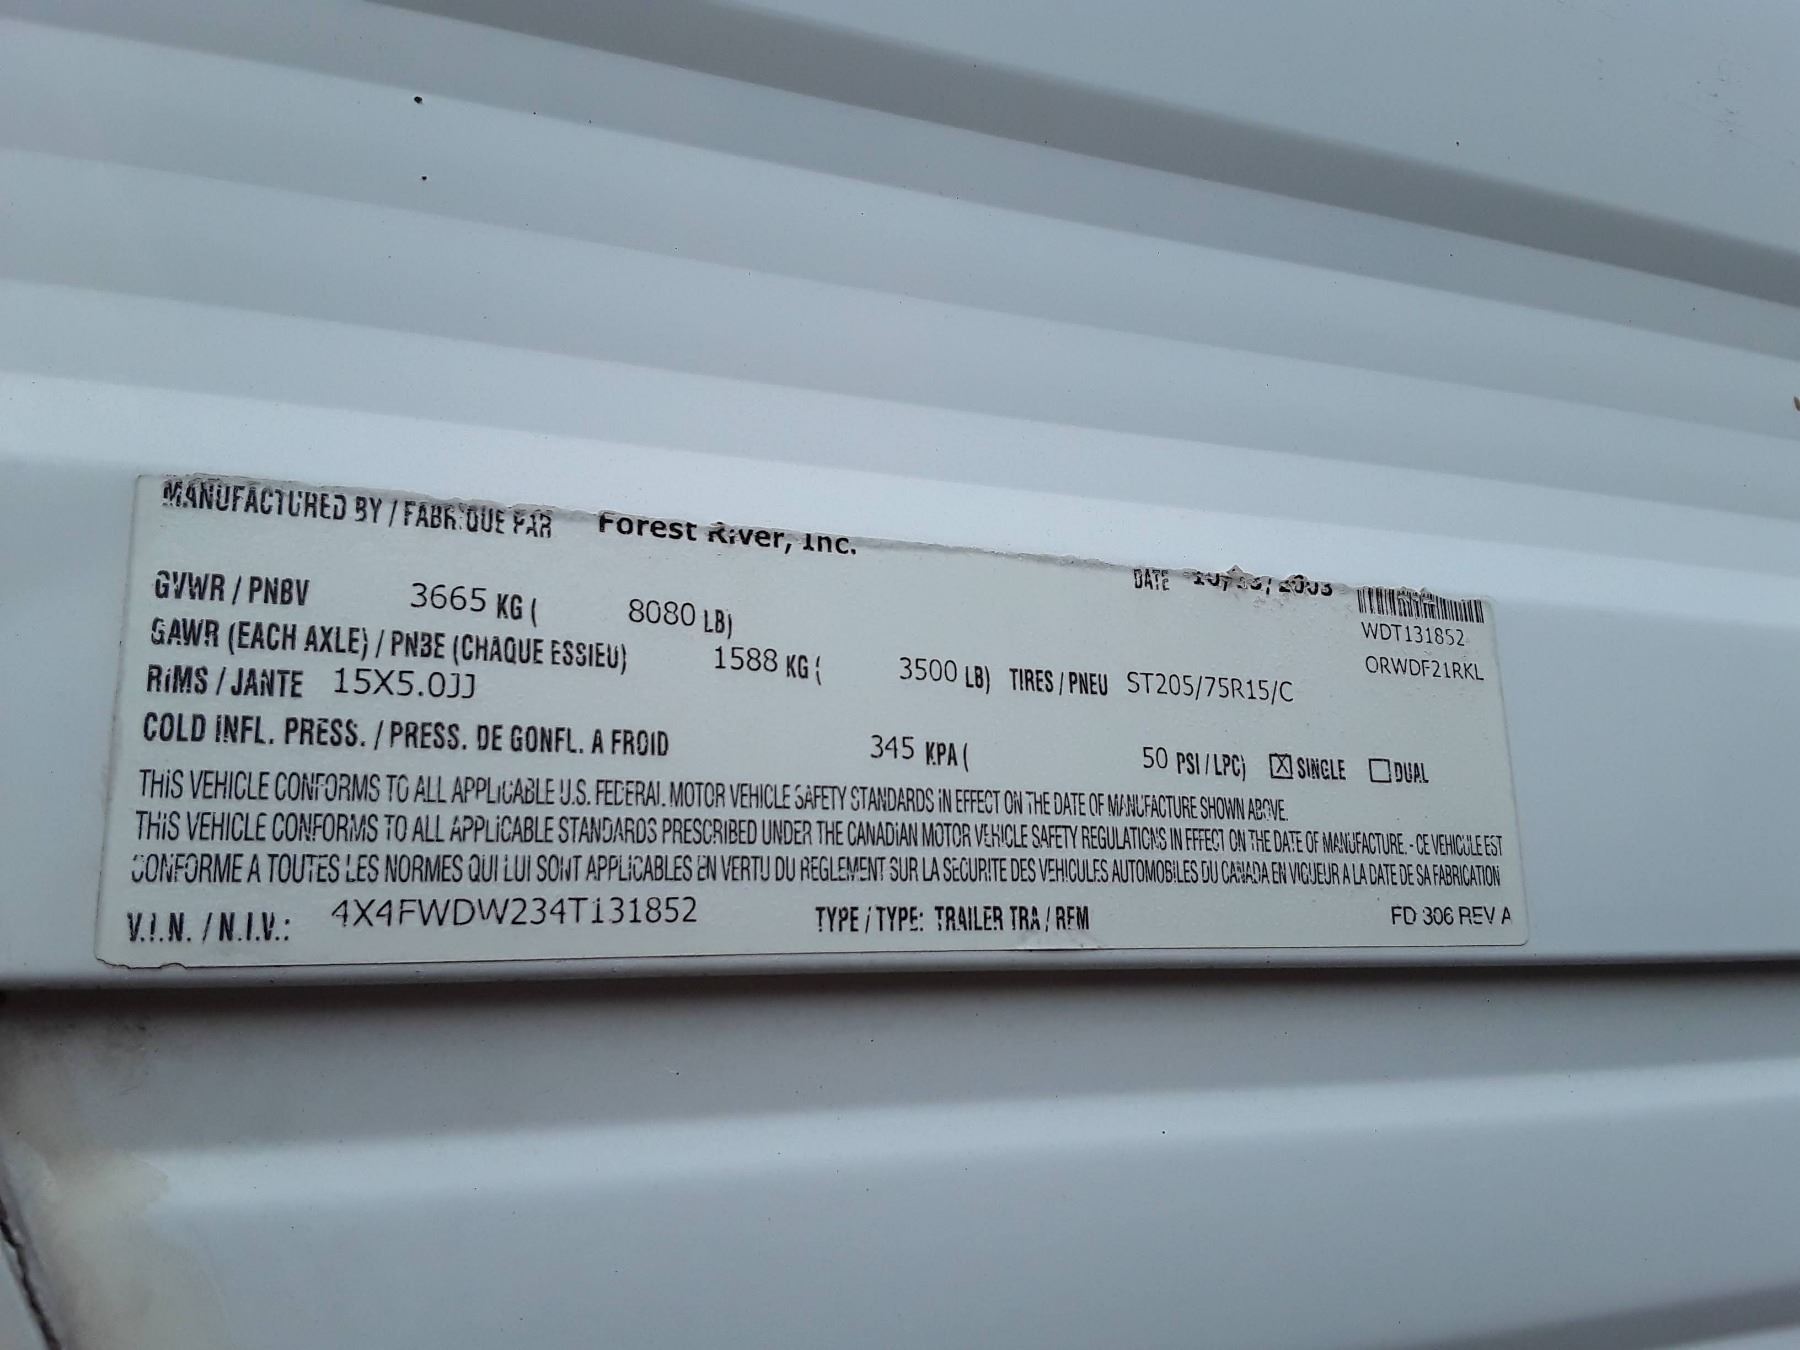 MANUFACTURED BY / FABRIQUE PAR Forest River, Inc.
DATE 2003
GVWR / PNBV 3665 KG ( 8080 LB)
WDT131852
GAWR (EACH AXLE) / PNBE (CHAQUE ESSIEU) 1588 KG ( 3500 LB) TIRES / PNEU ST205/75R15/C
ORWDF21RKL
RIMS / JANTE 15X5.0JJ
COLD INFL. PRESS. / PRESS. DE GONFL. A FROID 345 KPA ( 50 PSI / LPC) ☒ SINGLE ☐ DUAL
THIS VEHICLE CONFORMS TO ALL APPLICABLE U.S. FEDERAL MOTOR VEHICLE SAFETY STANDARDS IN EFFECT ON THE DATE OF MANUFACTURE SHOWN ABOVE.
THIS VEHICLE CONFORMS TO ALL APPLICABLE STANDARDS PRESCRIBED UNDER THE CANADIAN MOTOR VEHICLE SAFETY REGULATIONS IN EFFECT ON THE DATE OF MANUFACTURE. - CE VEHICULE EST
CONFORME A TOUTES LES NORMES QUI LUI SONT APPLICABLES EN VERTU DU REGLEMENT SUR LA SECURITE DES VEHICULES AUTOMOBILES DU CANADA EN VIGUEUR A LA DATE DE SA FABRICATION
V.I.N. / N.I.V.: 4X4FWDW234T131852 TYPE / TYPE: TRAILER TRA / REM FD 306 REV A